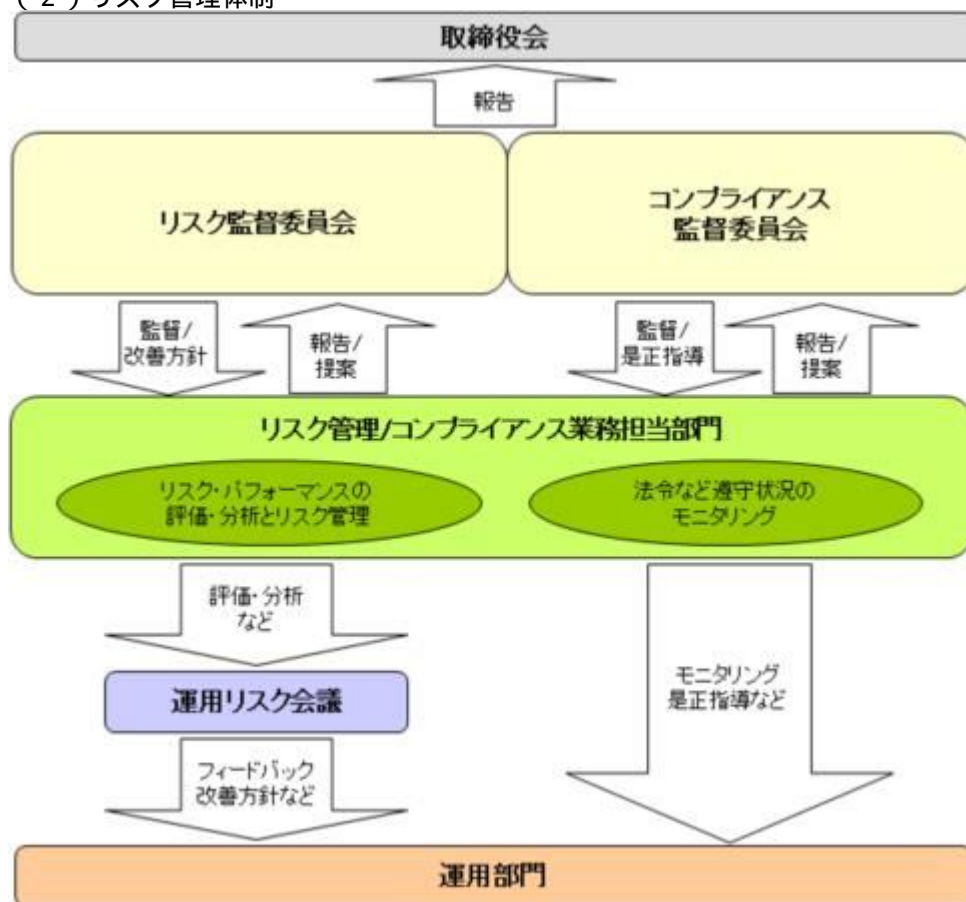 (2)リスク管理体制
取締役会
報告
リスク監督委員会
コンプライアンス
監督委員会
監督/
改善方針
報告/
提案
監督/
是正指導
報告/
提案
リスク管理/コンプライアンス業務担当部門
リスク・パフォーマンスの
評価・分析とリスク管理
法令など遵守状況の
モニタリング
評価・分析
など
運用リスク会議
モニタリング
是正指導など
フィードバック
改善方針など
運用部門